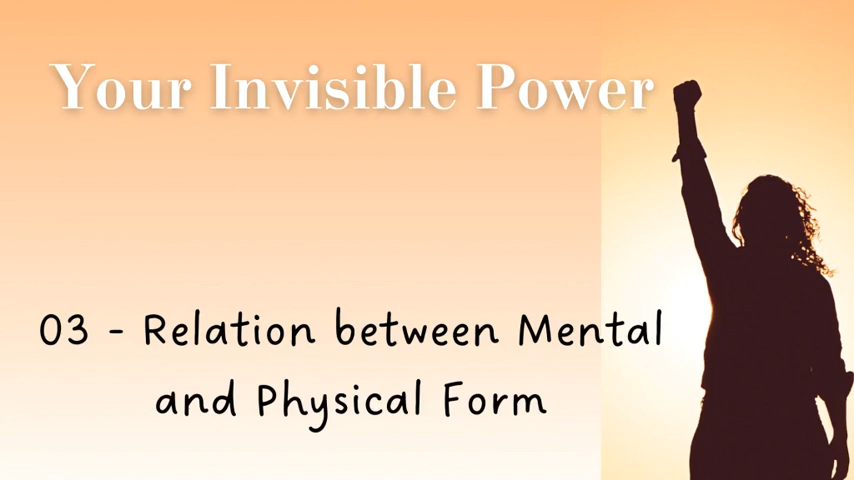 Your Invisible Power
03 - Relation between Mental
and Physical Form